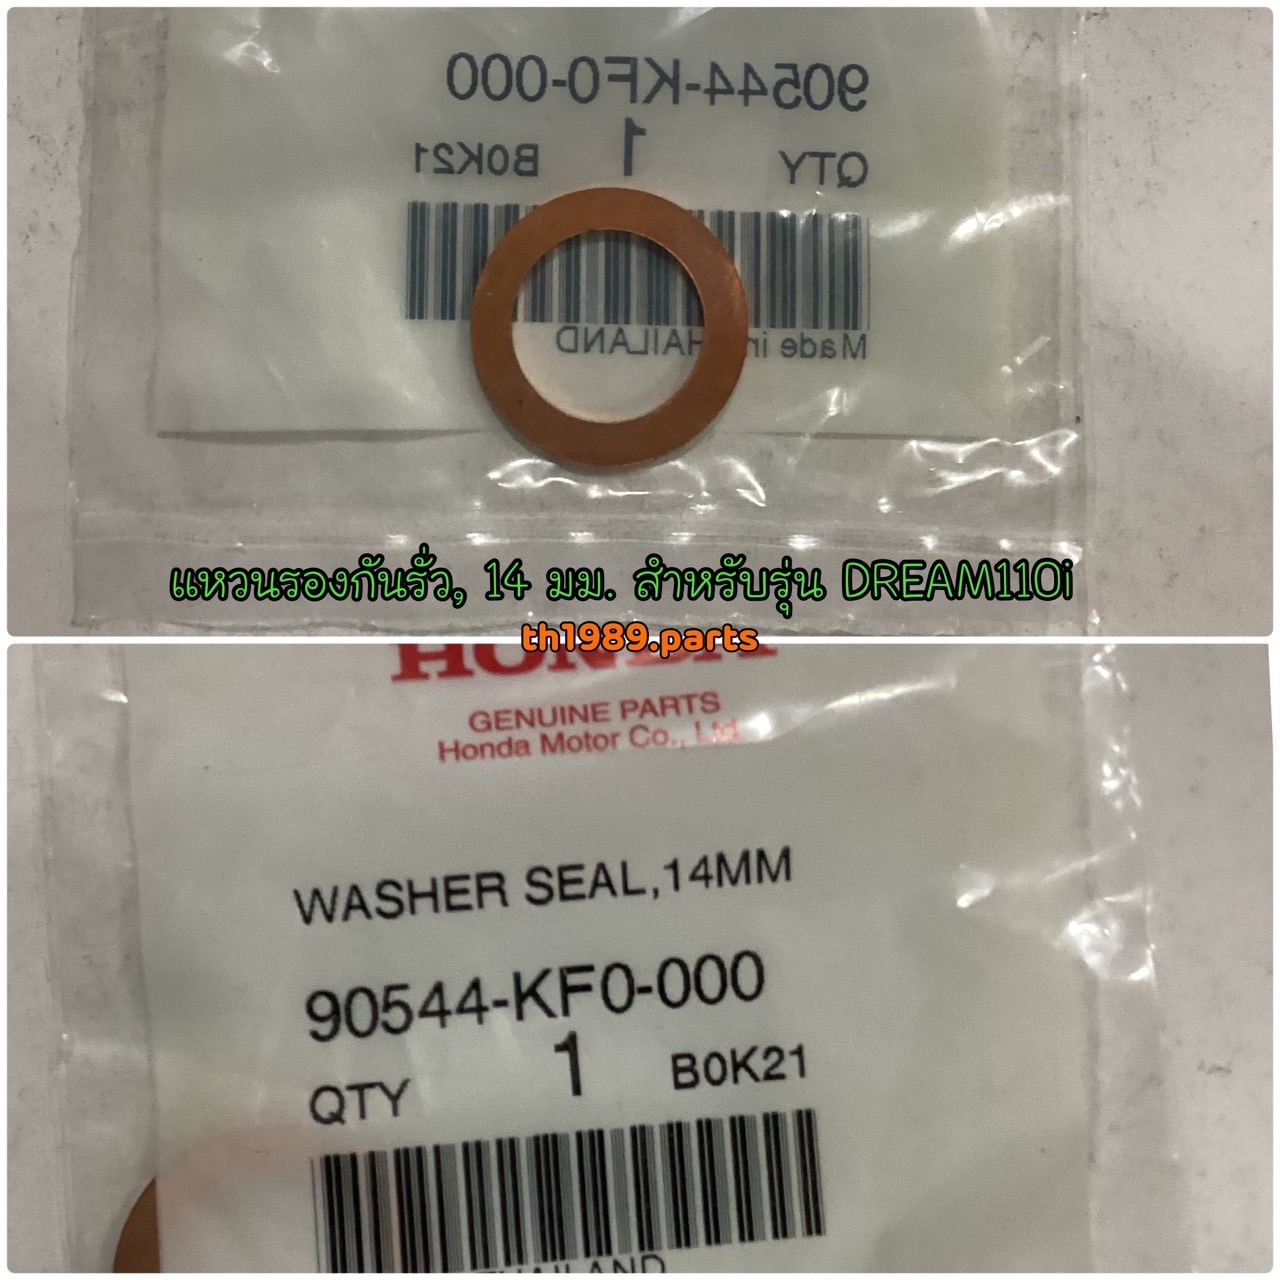 90544-KF0-000
QTY 1 B0K21
Made in THAILAND
แหวนรองกันรั่ว, 14 มม. สำหรับรุ่น DREAM110i
th1989.parts
HONDA
GENUINE PARTS
Honda Motor Co., Ltd.
WASHER SEAL,14MM
90544-KF0-000
QTY 1 B0K21
THAILAND